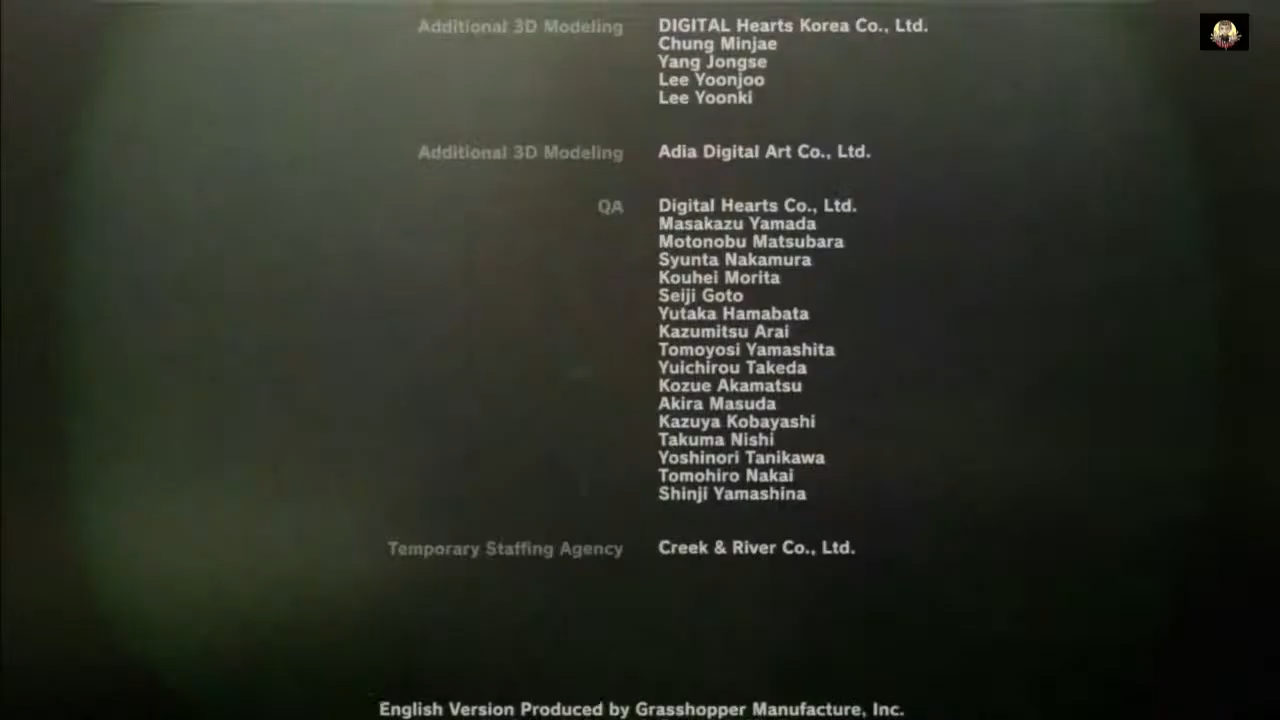 Additional 3D Modeling DIGITAL Hearts Korea Co., Ltd.
Chung Minjae
Yang Jongse
Lee Yoonjoo
Lee Yoonki
Additional 3D Modeling Adia Digital Art Co., Ltd.
QA Digital Hearts Co., Ltd.
Masakazu Yamada
Motonobu Matsubara
Syunta Nakamura
Kouhei Morita
Seiji Goto
Yutaka Hamabata
Kazumitsu Arai
Tomoyosi Yamashita
Yuichirou Takeda
Kozue Akamatsu
Akira Masuda
Kazuya Kobayashi
Takuma Nishi
Yoshinori Tanikawa
Tomohiro Nakai
Shinji Yamashina
Temporary Staffing Agency Creek & River Co., Ltd.
English Version Produced by Grasshopper Manufacture, Inc.